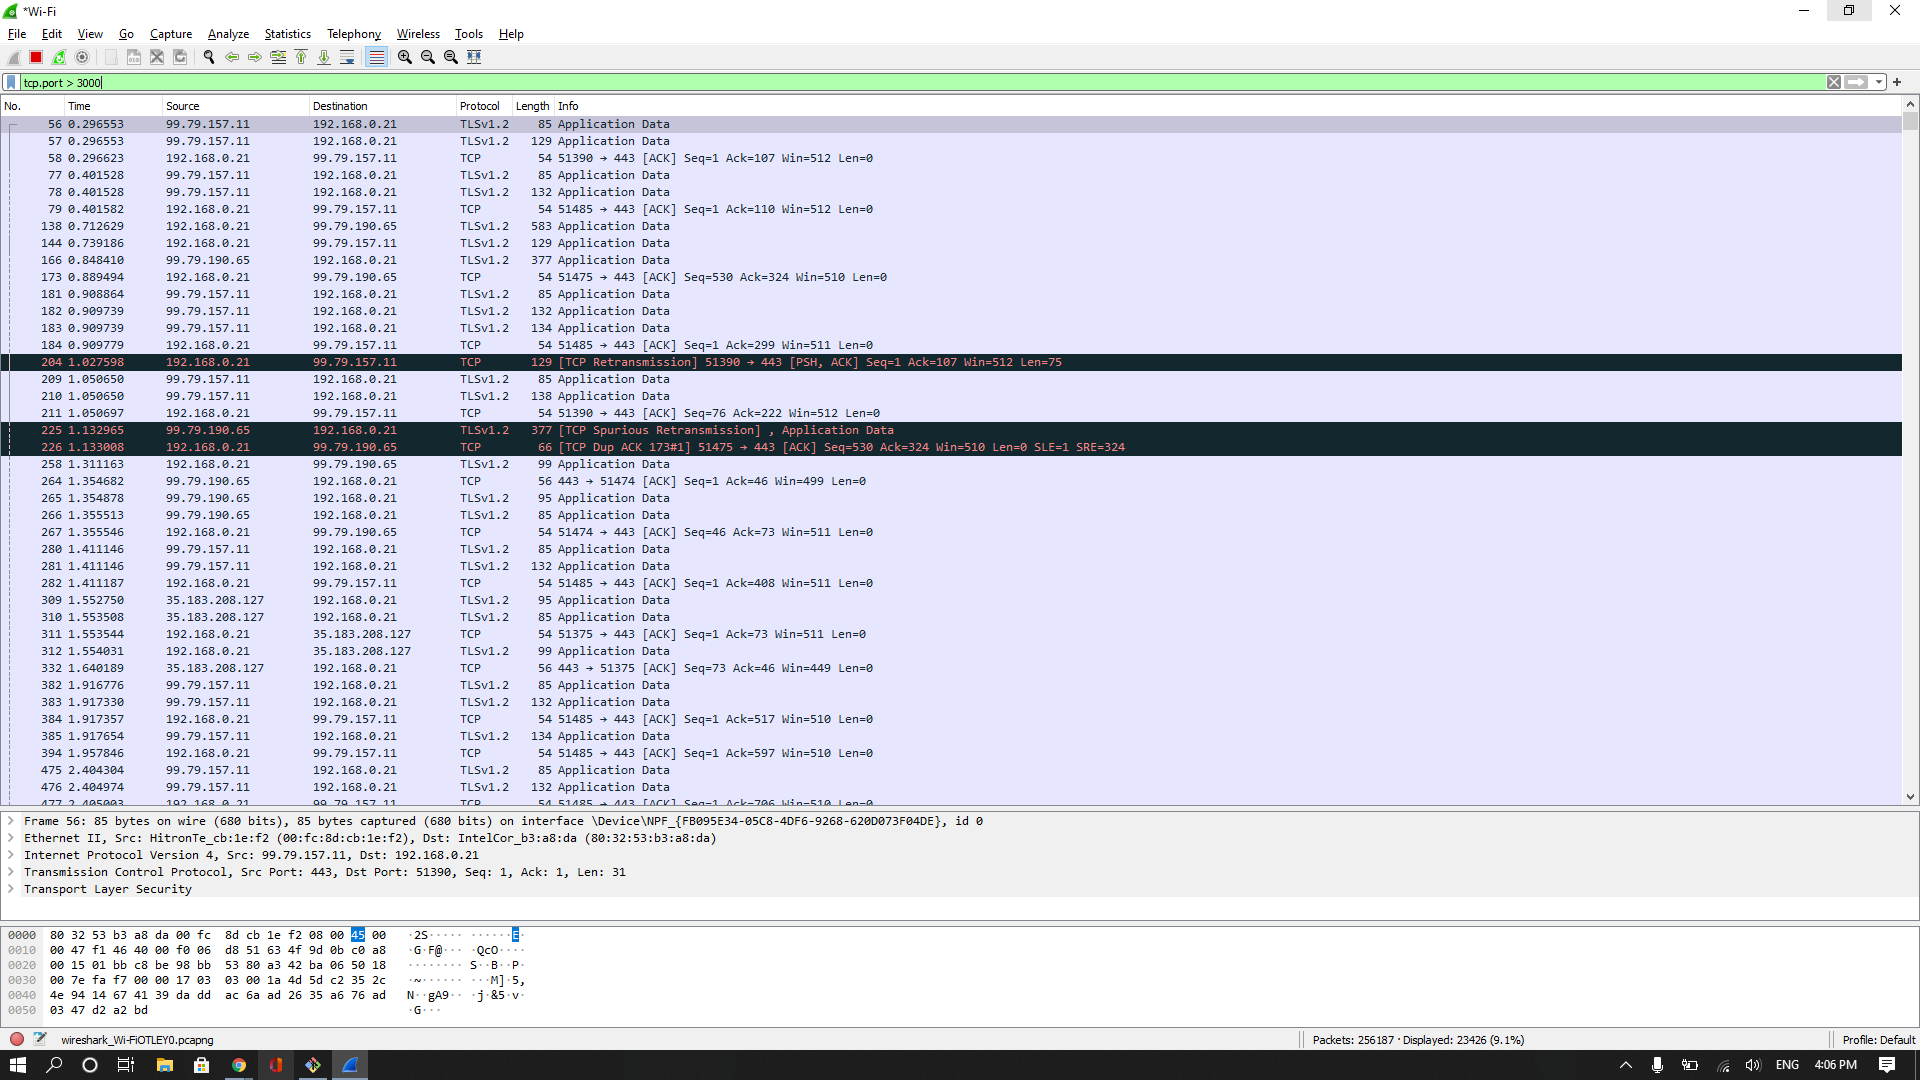 *Wi-Fi
File Edit View Go Capture Analyze Statistics Telephony Wireless Tools Help
tcp.port > 3000
No. Time Source Destination Protocol Length Info
56 0.296553 99.79.157.11 192.168.0.21 TLSv1.2 85 Application Data
57 0.296553 99.79.157.11 192.168.0.21 TLSv1.2 129 Application Data
58 0.296623 192.168.0.21 99.79.157.11 TCP 54 51390 → 443 [ACK] Seq=1 Ack=107 Win=512 Len=0
77 0.401528 99.79.157.11 192.168.0.21 TLSv1.2 85 Application Data
78 0.401528 99.79.157.11 192.168.0.21 TLSv1.2 132 Application Data
79 0.401582 192.168.0.21 99.79.157.11 TCP 54 51485 → 443 [ACK] Seq=1 Ack=110 Win=512 Len=0
138 0.712629 192.168.0.21 99.79.190.65 TLSv1.2 583 Application Data
144 0.739186 192.168.0.21 99.79.157.11 TLSv1.2 129 Application Data
166 0.848410 99.79.190.65 192.168.0.21 TLSv1.2 377 Application Data
173 0.889494 192.168.0.21 99.79.190.65 TCP 54 51475 → 443 [ACK] Seq=530 Ack=324 Win=510 Len=0
181 0.908864 99.79.157.11 192.168.0.21 TLSv1.2 85 Application Data
182 0.909739 99.79.157.11 192.168.0.21 TLSv1.2 132 Application Data
183 0.909739 99.79.157.11 192.168.0.21 TLSv1.2 134 Application Data
184 0.909779 192.168.0.21 99.79.157.11 TCP 54 51485 → 443 [ACK] Seq=1 Ack=299 Win=511 Len=0
204 1.027598 192.168.0.21 99.79.157.11 TCP 129 [TCP Retransmission] 51390 → 443 [PSH, ACK] Seq=1 Ack=107 Win=512 Len=75
209 1.050650 99.79.157.11 192.168.0.21 TLSv1.2 85 Application Data
210 1.050650 99.79.157.11 192.168.0.21 TLSv1.2 138 Application Data
211 1.050697 192.168.0.21 99.79.157.11 TCP 54 51390 → 443 [ACK] Seq=76 Ack=222 Win=512 Len=0
225 1.132965 99.79.190.65 192.168.0.21 TLSv1.2 377 [TCP Spurious Retransmission] , Application Data
226 1.133008 192.168.0.21 99.79.190.65 TCP 66 [TCP Dup ACK 173#1] 51475 → 443 [ACK] Seq=530 Ack=324 Win=510 Len=0 SLE=1 SRE=324
258 1.311163 192.168.0.21 99.79.190.65 TLSv1.2 99 Application Data
264 1.354682 99.79.190.65 192.168.0.21 TCP 56 443 → 51474 [ACK] Seq=1 Ack=46 Win=499 Len=0
265 1.354878 99.79.190.65 192.168.0.21 TLSv1.2 95 Application Data
266 1.355513 99.79.190.65 192.168.0.21 TLSv1.2 85 Application Data
267 1.355546 192.168.0.21 99.79.190.65 TCP 54 51474 → 443 [ACK] Seq=46 Ack=73 Win=511 Len=0
280 1.411146 99.79.157.11 192.168.0.21 TLSv1.2 85 Application Data
281 1.411146 99.79.157.11 192.168.0.21 TLSv1.2 132 Application Data
282 1.411187 192.168.0.21 99.79.157.11 TCP 54 51485 → 443 [ACK] Seq=1 Ack=408 Win=511 Len=0
309 1.552750 35.183.208.127 192.168.0.21 TLSv1.2 95 Application Data
310 1.553508 35.183.208.127 192.168.0.21 TLSv1.2 85 Application Data
311 1.553544 192.168.0.21 35.183.208.127 TCP 54 51375 → 443 [ACK] Seq=1 Ack=73 Win=511 Len=0
312 1.554031 192.168.0.21 35.183.208.127 TLSv1.2 99 Application Data
332 1.640189 35.183.208.127 192.168.0.21 TCP 56 443 → 51375 [ACK] Seq=73 Ack=46 Win=449 Len=0
382 1.916776 99.79.157.11 192.168.0.21 TLSv1.2 85 Application Data
383 1.917330 99.79.157.11 192.168.0.21 TLSv1.2 132 Application Data
384 1.917357 192.168.0.21 99.79.157.11 TCP 54 51485 → 443 [ACK] Seq=1 Ack=517 Win=510 Len=0
385 1.917654 99.79.157.11 192.168.0.21 TLSv1.2 134 Application Data
394 1.957846 192.168.0.21 99.79.157.11 TCP 54 51485 → 443 [ACK] Seq=1 Ack=597 Win=510 Len=0
475 2.404304 99.79.157.11 192.168.0.21 TLSv1.2 85 Application Data
476 2.404974 99.79.157.11 192.168.0.21 TLSv1.2 132 Application Data
477 2.405003 192.168.0.21 99.79.157.11 TCP 54 51485 → 443 [ACK] Seq=1 Ack=706 Win=510 Len=0
Frame 56: 85 bytes on wire (680 bits), 85 bytes captured (680 bits) on interface \Device\NPF_{FB095E34-05C8-4DF6-9268-620D073F04DE}, id 0
Ethernet II, Src: HitronTe_cb:1e:f2 (00:fc:8d:cb:1e:f2), Dst: IntelCor_b3:a8:da (80:32:53:b3:a8:da)
Internet Protocol Version 4, Src: 99.79.157.11, Dst: 192.168.0.21
Transmission Control Protocol, Src Port: 443, Dst Port: 51390, Seq: 1, Ack: 1, Len: 31
Transport Layer Security
0000 80 32 53 b3 a8 da 00 fc 8d cb 1e f2 08 00 45 00 ·2S····· ······E·
0010 00 47 f1 46 40 00 f0 06 d8 51 63 4f 9d 0b c0 a8 ·G·F@··· ·QcO····
0020 00 15 01 bb c8 be 98 bb 53 80 a3 42 ba 06 50 18 ········ S··B··P·
0030 00 7e fa f7 00 00 17 03 03 00 1a 4d 5d c2 35 2c ·~······ ···M]·5,
0040 4e 94 14 67 41 39 da dd ac 6a ad 26 35 a6 76 ad N··gA9·· ·j·&5·v·
0050 03 47 d2 a2 bd ·G···
wireshark_Wi-FiOTLEY0.pcapng Packets: 256187 · Displayed: 23426 (9.1%) Profile: Default
ENG 4:06 PM